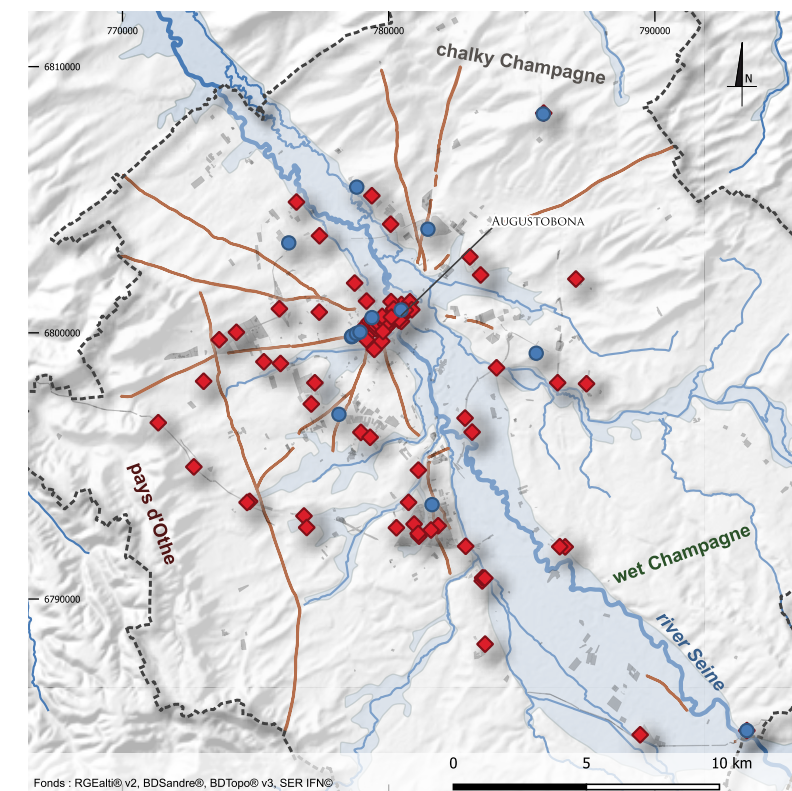 770000
780000
790000
6810000
chalky Champagne
N
AUGUSTOBONA
6800000
pays d'Othe
wet Champagne
6790000
river Seine
0
5
10 km
Fonds : RGEalti® v2, BDSandre®, BDTopo® v3, SER IFN©